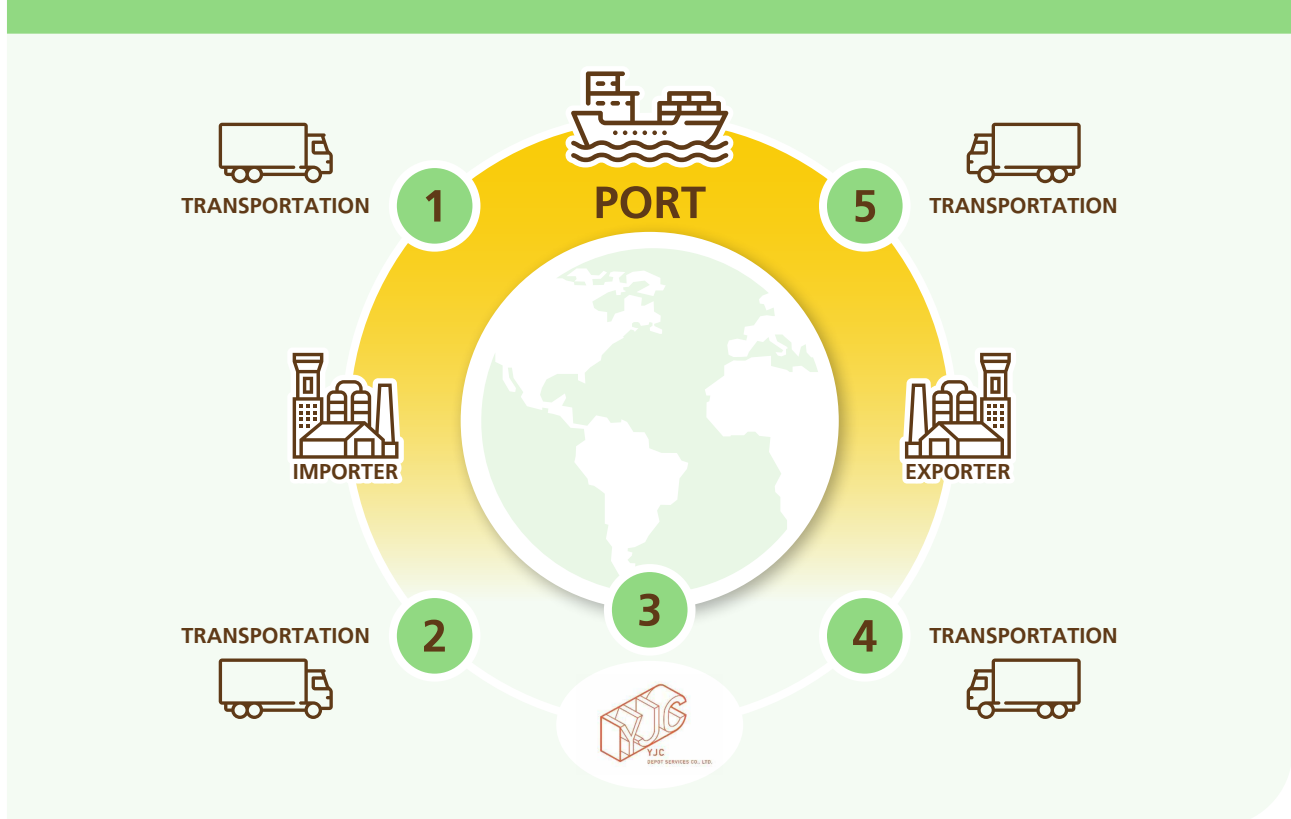 PORT
TRANSPORTATION
1
5
TRANSPORTATION
IMPORTER
EXPORTER
3
TRANSPORTATION
2
4
TRANSPORTATION
YJC
YJC
DEPOT SERVICES CO., LTD.